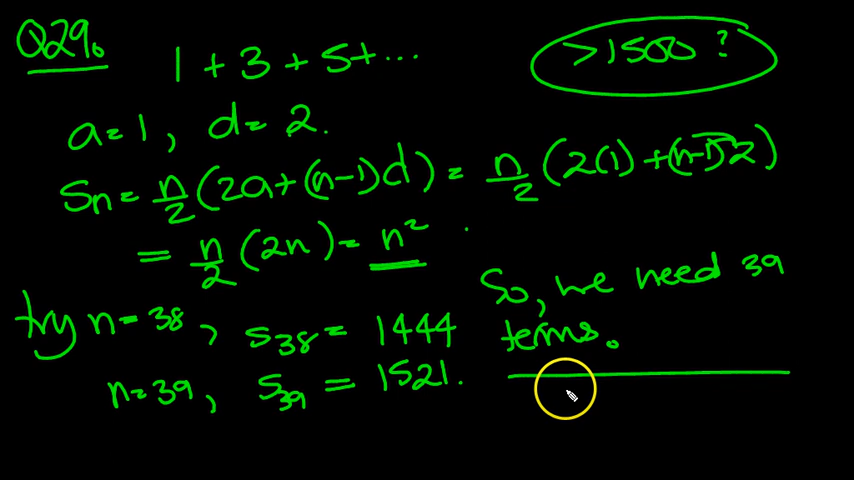 Q29.
1 + 3 + 5 + ...
> 1500 ?
a = 1, d = 2.
Sn = n/2 (2a + (n-1)d) = n/2 (2(1) + (n-1)2)
= n/2 (2n) = n².
try n = 38, S38 = 1444
n = 39, S39 = 1521.
So, we need 39
terms.